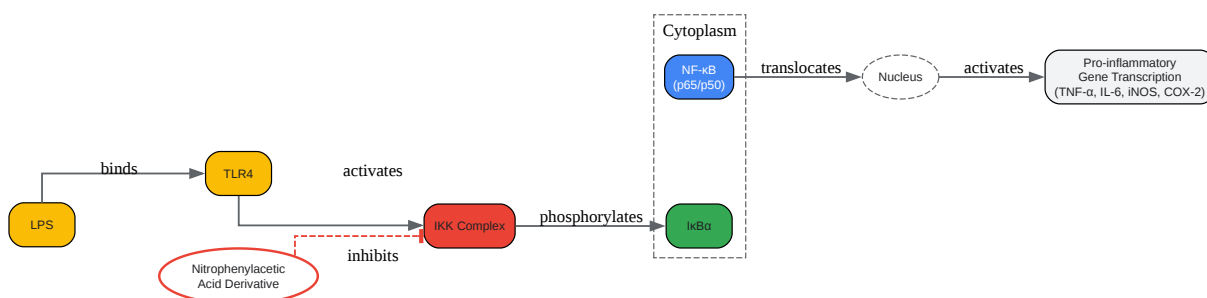 Cytoplasm
NF-κB
(p65/p50)
translocates
Nucleus
activates
Pro-inflammatory
Gene Transcription
(TNF-α, IL-6, iNOS, COX-2)
binds
TLR4
activates
LPS
IKK Complex
phosphorylates
IκBα
inhibits
Nitrophenylacetic
Acid Derivative